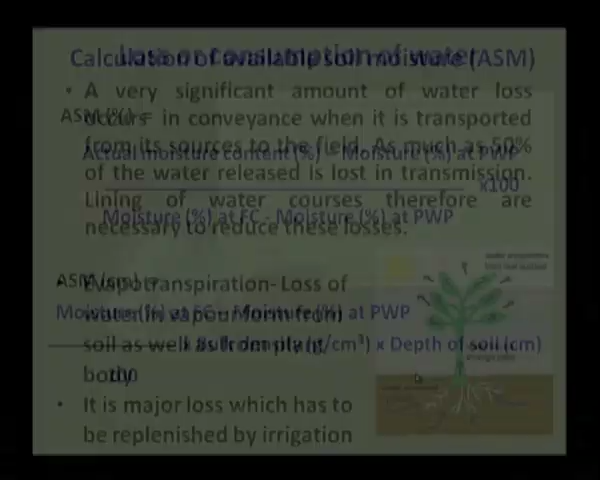 Calculation of available soil moisture (ASM)
ASM (%) =
Actual moisture content (%) – Moisture (%) at PWP
x100
Moisture (%) at FC - Moisture (%) at PWP
ASM (cm) =
Moisture (%) at FC – Moisture (%) at PWP
x Bulk density (g/cm³) x Depth of soil (cm)
100
Loss or consumption of water
• A very significant amount of water loss
occurs in conveyance when it is transported
from its sources to the field. As much as 50%
of the water released is lost in transmission.
Lining of water courses therefore are
necessary to reduce these losses.
• Evapotranspiration- Loss of
water in vapour form from
soil as well as from plant
body
• It is major loss which has to
be replenished by irrigation